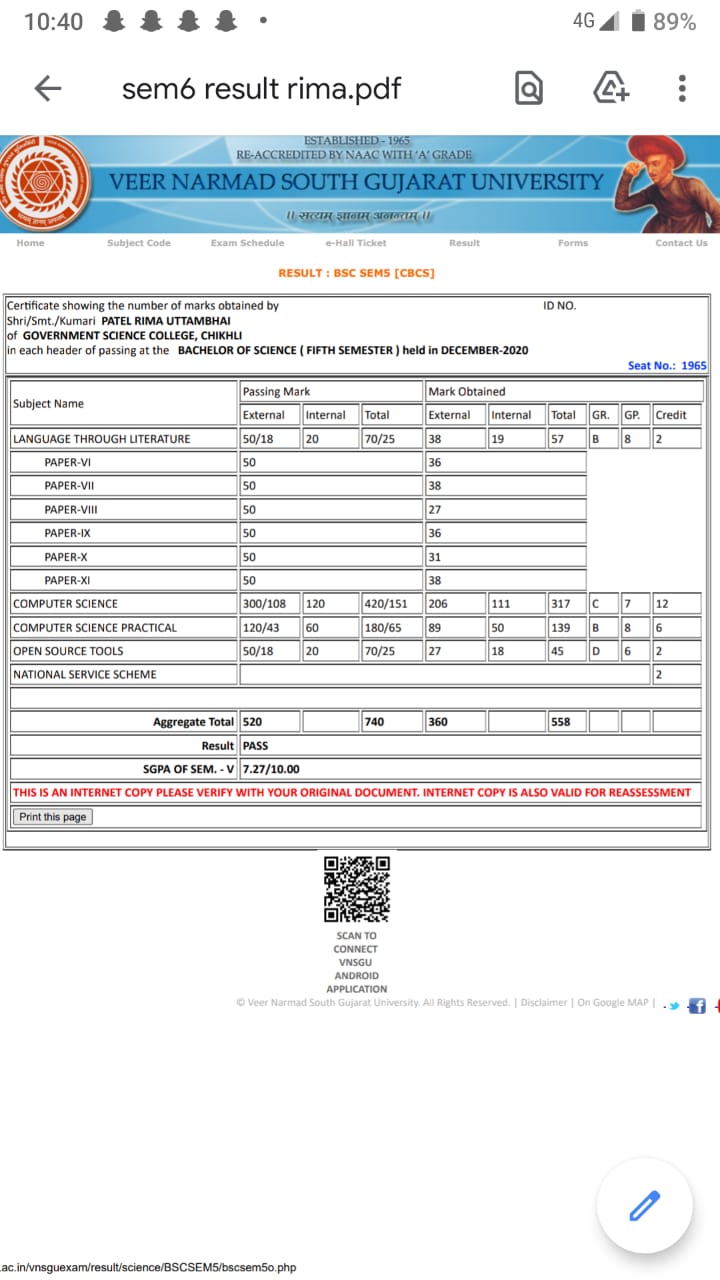 10:40 4G 89%
sem6 result rima.pdf
ESTABLISHED - 1965
RE-ACCREDITED BY NAAC WITH 'A' GRADE
VEER NARMAD SOUTH GUJARAT UNIVERSITY
॥ सत्यम् ज्ञानम् अनन्तम् ॥
Home Subject Code Exam Schedule e-Hall Ticket Result Forms Contact Us
RESULT : BSC SEM5 [CBCS]
Certificate showing the number of marks obtained by ID NO.
Shri/Smt./Kumari PATEL RIMA UTTAMBHAI
of GOVERNMENT SCIENCE COLLEGE, CHIKHLI
in each header of passing at the BACHELOR OF SCIENCE ( FIFTH SEMESTER ) held in DECEMBER-2020
Seat No.: 1965
Subject Name Passing Mark Mark Obtained
External Internal Total External Internal Total GR. GP. Credit
LANGUAGE THROUGH LITERATURE 50/18 20 70/25 38 19 57 B 8 2
PAPER-VI 50 36
PAPER-VII 50 38
PAPER-VIII 50 27
PAPER-IX 50 36
PAPER-X 50 31
PAPER-XI 50 38
COMPUTER SCIENCE 300/108 120 420/151 206 111 317 C 7 12
COMPUTER SCIENCE PRACTICAL 120/43 60 180/65 89 50 139 B 8 6
OPEN SOURCE TOOLS 50/18 20 70/25 27 18 45 D 6 2
NATIONAL SERVICE SCHEME 2
Aggregate Total 520 740 360 558
Result PASS
SGPA OF SEM. - V 7.27/10.00
THIS IS AN INTERNET COPY PLEASE VERIFY WITH YOUR ORIGINAL DOCUMENT. INTERNET COPY IS ALSO VALID FOR REASSESSMENT
Print this page
SCAN TO
CONNECT
VNSGU
ANDROID
APPLICATION
© Veer Narmad South Gujarat University. All Rights Reserved. | Disclaimer | On Google MAP |
.ac.in/vnsguexam/result/science/BSCSEM5/bscsem5o.php